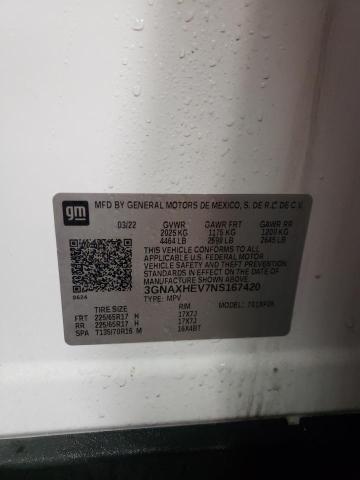 gm
MFD BY GENERAL MOTORS DE MEXICO, S. DE R.L. DE C.V.
03/22 GVWR GAWR FRT GAWR RR
2025 KG 1175 KG 1200 KG
4464 LB 2590 LB 2645 LB
THIS VEHICLE CONFORMS TO ALL
APPLICABLE U.S. FEDERAL MOTOR
VEHICLE SAFETY, BUMPER, AND THEFT
PREVENTION STANDARDS IN EFFECT ON
THE DATE OF MANUFACTURE SHOWN ABOVE.
3GNAXHEV7NS167420
0624 TYPE: MPV MODEL:
TIRE SIZE RIM
FRT 225/65R17 H 17X7J
RR 225/65R17 H 17X7J
SPA T135/70R16 M 16X4BT